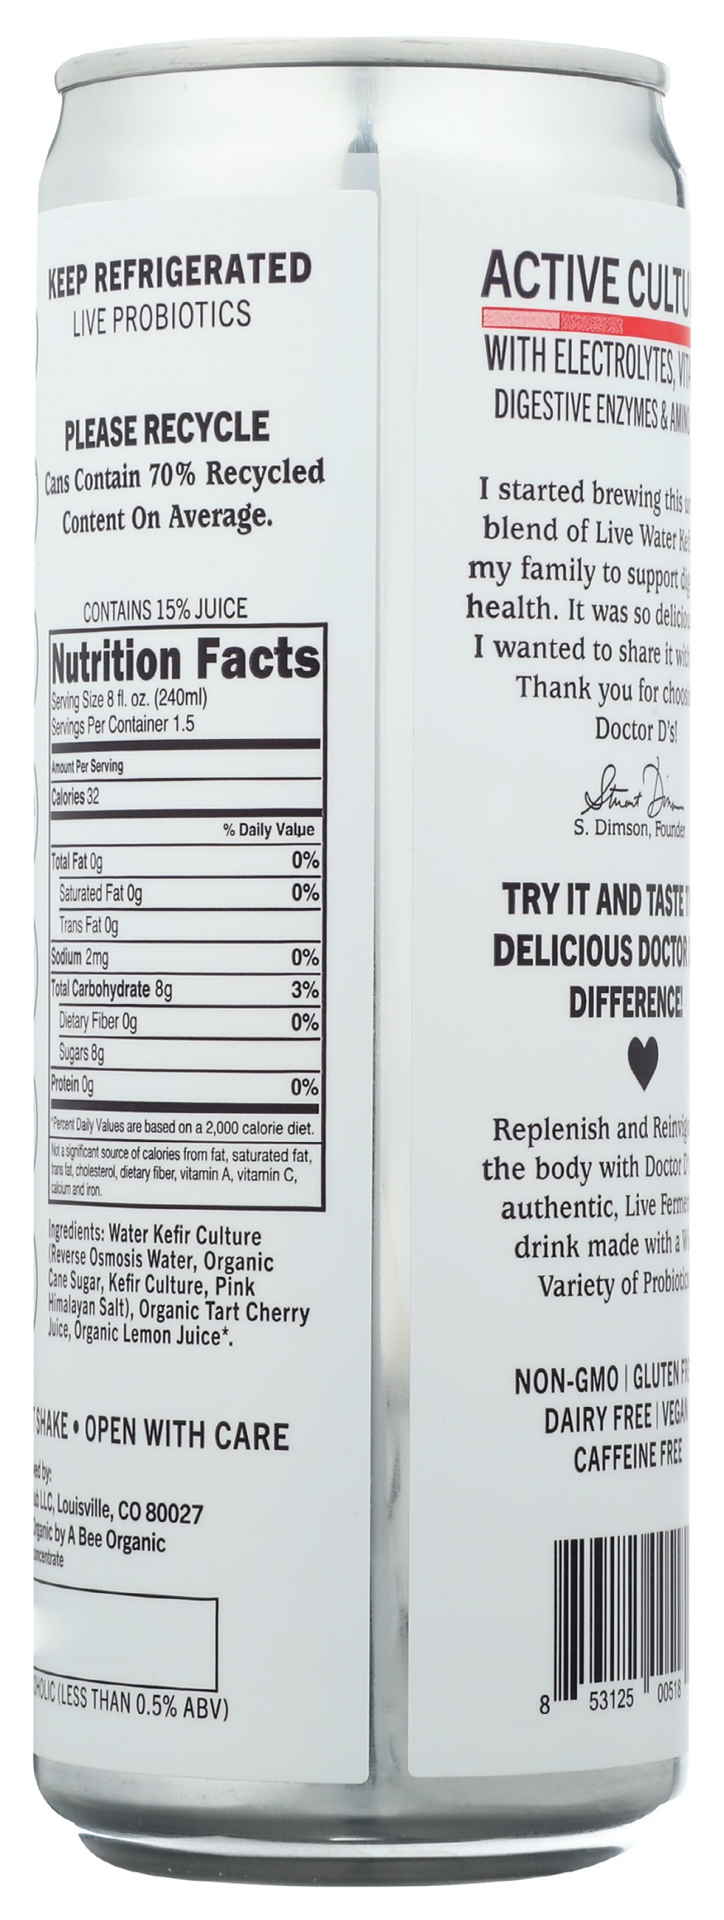 KEEP REFRIGERATED
LIVE PROBIOTICS
PLEASE RECYCLE
Cans Contain 70% Recycled
Content On Average.
CONTAINS 15% JUICE
Nutrition Facts
Serving Size 8 fl. oz. (240ml)
Servings Per Container 1.5
Amount Per Serving
Calories 32
% Daily Value
Total Fat 0g 0%
Saturated Fat 0g 0%
Trans Fat 0g
Sodium 2mg 0%
Total Carbohydrate 8g 3%
Dietary Fiber 0g 0%
Sugars 8g
Protein 0g 0%
*Percent Daily Values are based on a 2,000 calorie diet.
Not a significant source of calories from fat, saturated fat,
trans fat, cholesterol, dietary fiber, vitamin A, vitamin C,
calcium and iron.
Ingredients: Water Kefir Culture
(Reverse Osmosis Water, Organic
Cane Sugar, Kefir Culture, Pink
Himalayan Salt), Organic Tart Cherry
Juice, Organic Lemon Juice*.
SHAKE • OPEN WITH CARE
by:
LLC, Louisville, CO 80027
Organic by A Bee Organic
(LESS THAN 0.5% ABV)
ACTIVE
WITH ELECTROLYTES,
DIGESTIVE ENZYMES &
I started brewing this
blend of Live Water
my family to support
health. It was so
I wanted to share it
Thank you for
Doctor D's!
S. Dimson, Founder
TRY IT AND TASTE
DELICIOUS DOCTOR
DIFFERENCE!
Replenish and
the body with Doctor
authentic, Live
drink made with a
Variety of
NON-GMO | GLUTEN
DAIRY FREE | VEGAN
CAFFEINE FREE
8 53125 00518